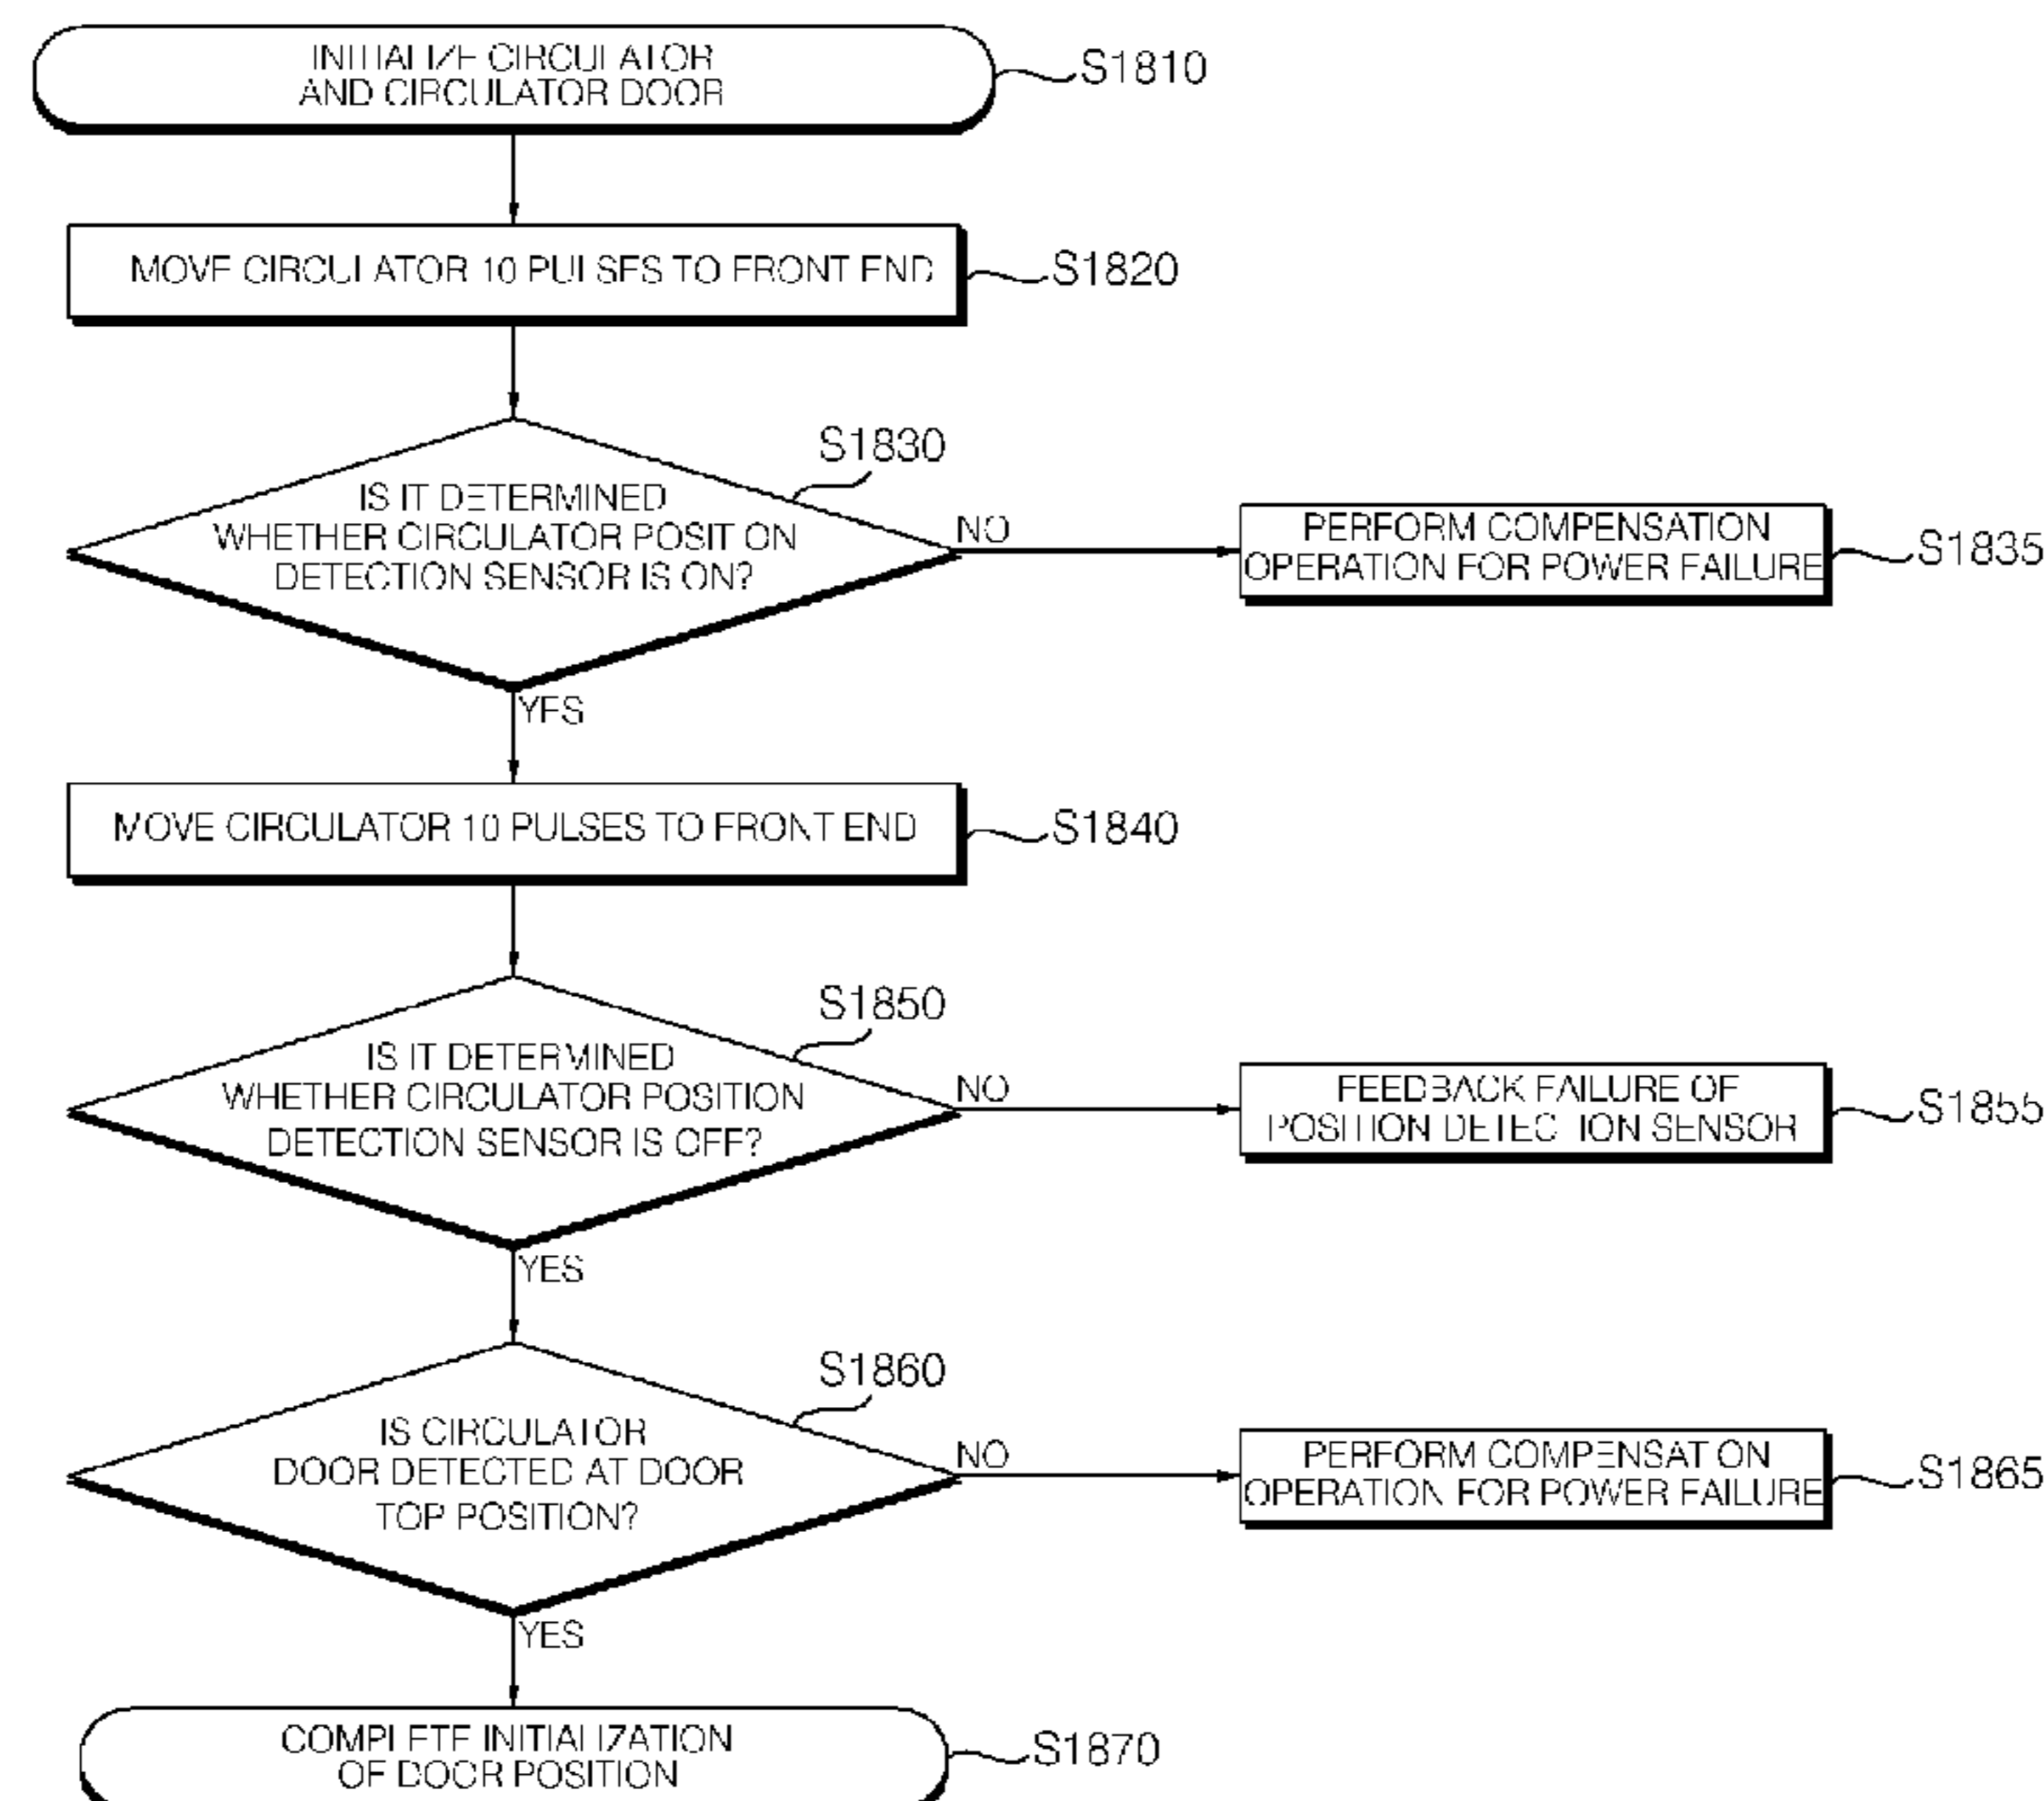 INITIALIZE CIRCULATOR
AND CIRCULATOR DOOR
S1810
MOVE CIRCULATOR 10 PULSES TO FRONT END
S1820
S1830
IS IT DETERMINED
WHETHER CIRCULATOR POSITION
DETECTION SENSOR IS ON?
NO
PERFORM COMPENSATION
OPERATION FOR POWER FAILURE
S1835
YES
MOVE CIRCULATOR 10 PULSES TO FRONT END
S1840
S1850
IS IT DETERMINED
WHETHER CIRCULATOR POSITION
DETECTION SENSOR IS OFF?
NO
FEEDBACK FAILURE OF
POSITION DETECTION SENSOR
S1855
YES
S1860
IS CIRCULATOR
DOOR DETECTED AT DOOR
TOP POSITION?
NO
PERFORM COMPENSATION
OPERATION FOR POWER FAILURE
S1865
YES
COMPLETE INITIALIZATION
OF DOOR POSITION
S1870